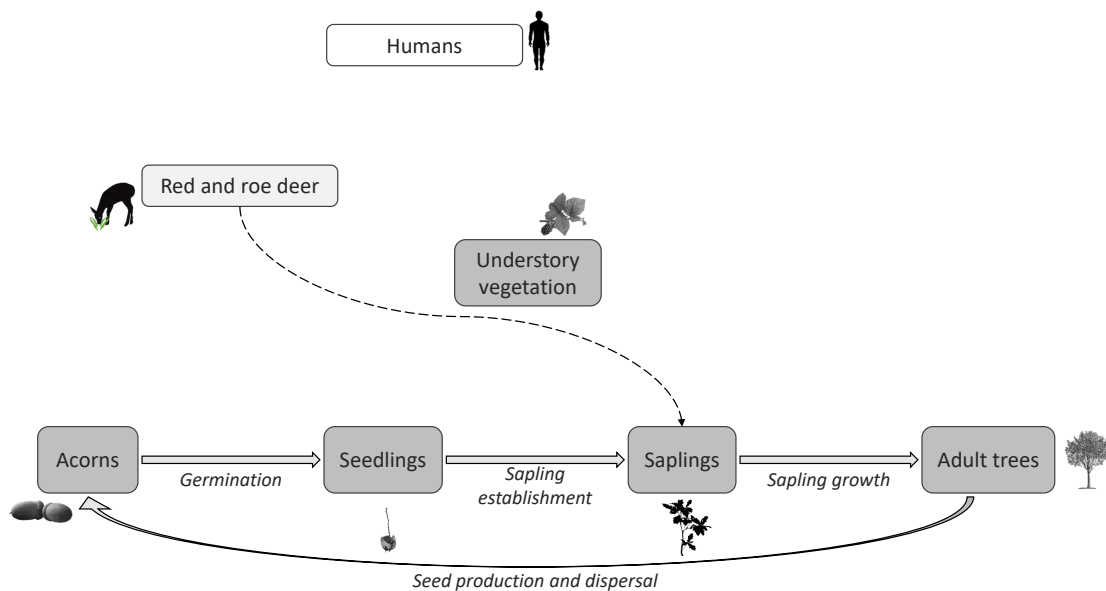 Humans
Red and roe deer
Understory
vegetation
Acorns
Germination
Seedlings
Sapling
establishment
Saplings
Sapling growth
Adult trees
Seed production and dispersal